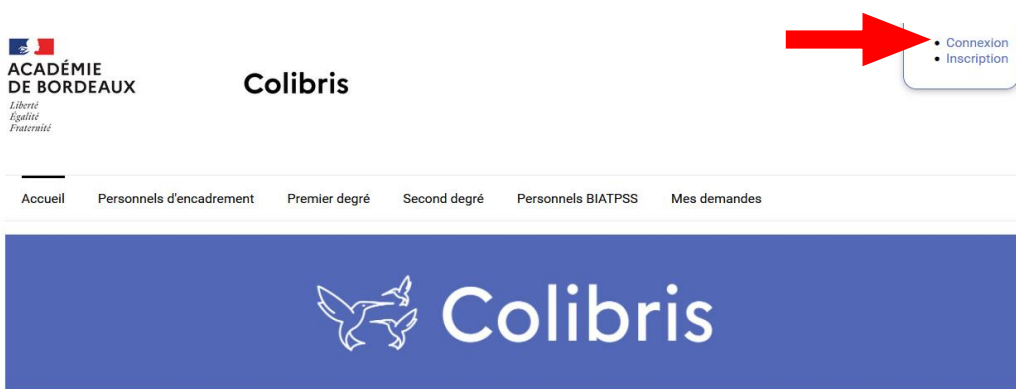 ACADÉMIE
DE BORDEAUX
Liberté
Égalité
Fraternité
Colibris
Connexion
Inscription
Accueil Personnels d'encadrement Premier degré Second degré Personnels BIATPSS Mes demandes
Colibris